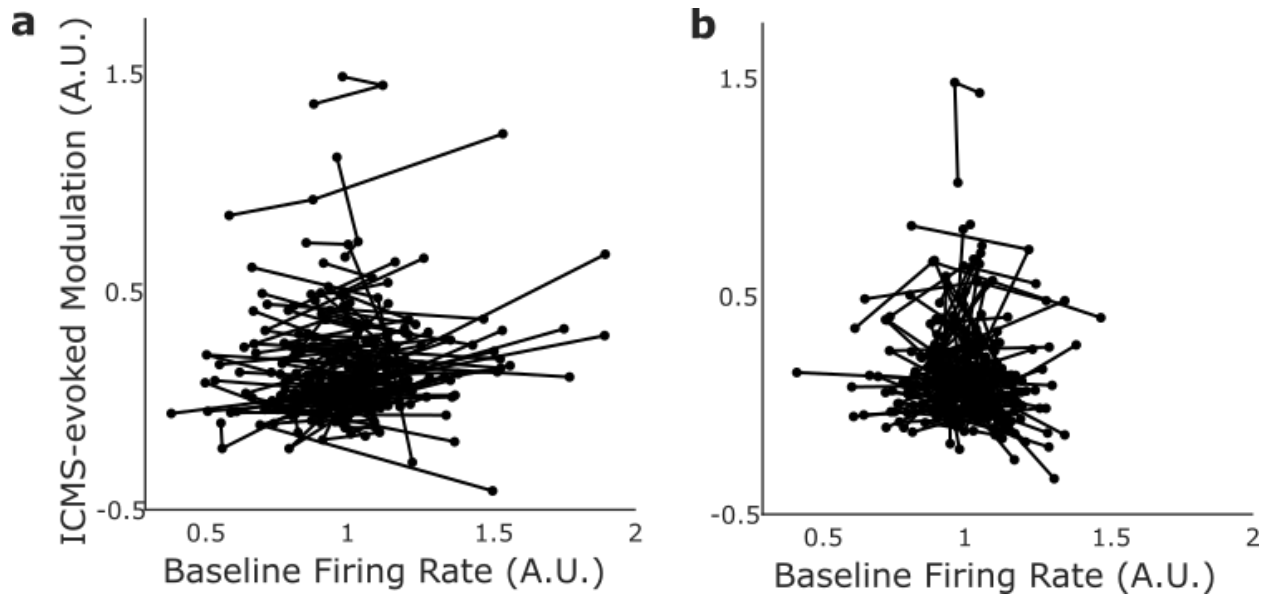 a
ICMS-evoked Modulation (A.U.)
1.5
0.5
-0.5
0.5 1 1.5 2
Baseline Firing Rate (A.U.)
b
1.5
0.5
-0.5
0.5 1 1.5 2
Baseline Firing Rate (A.U.)